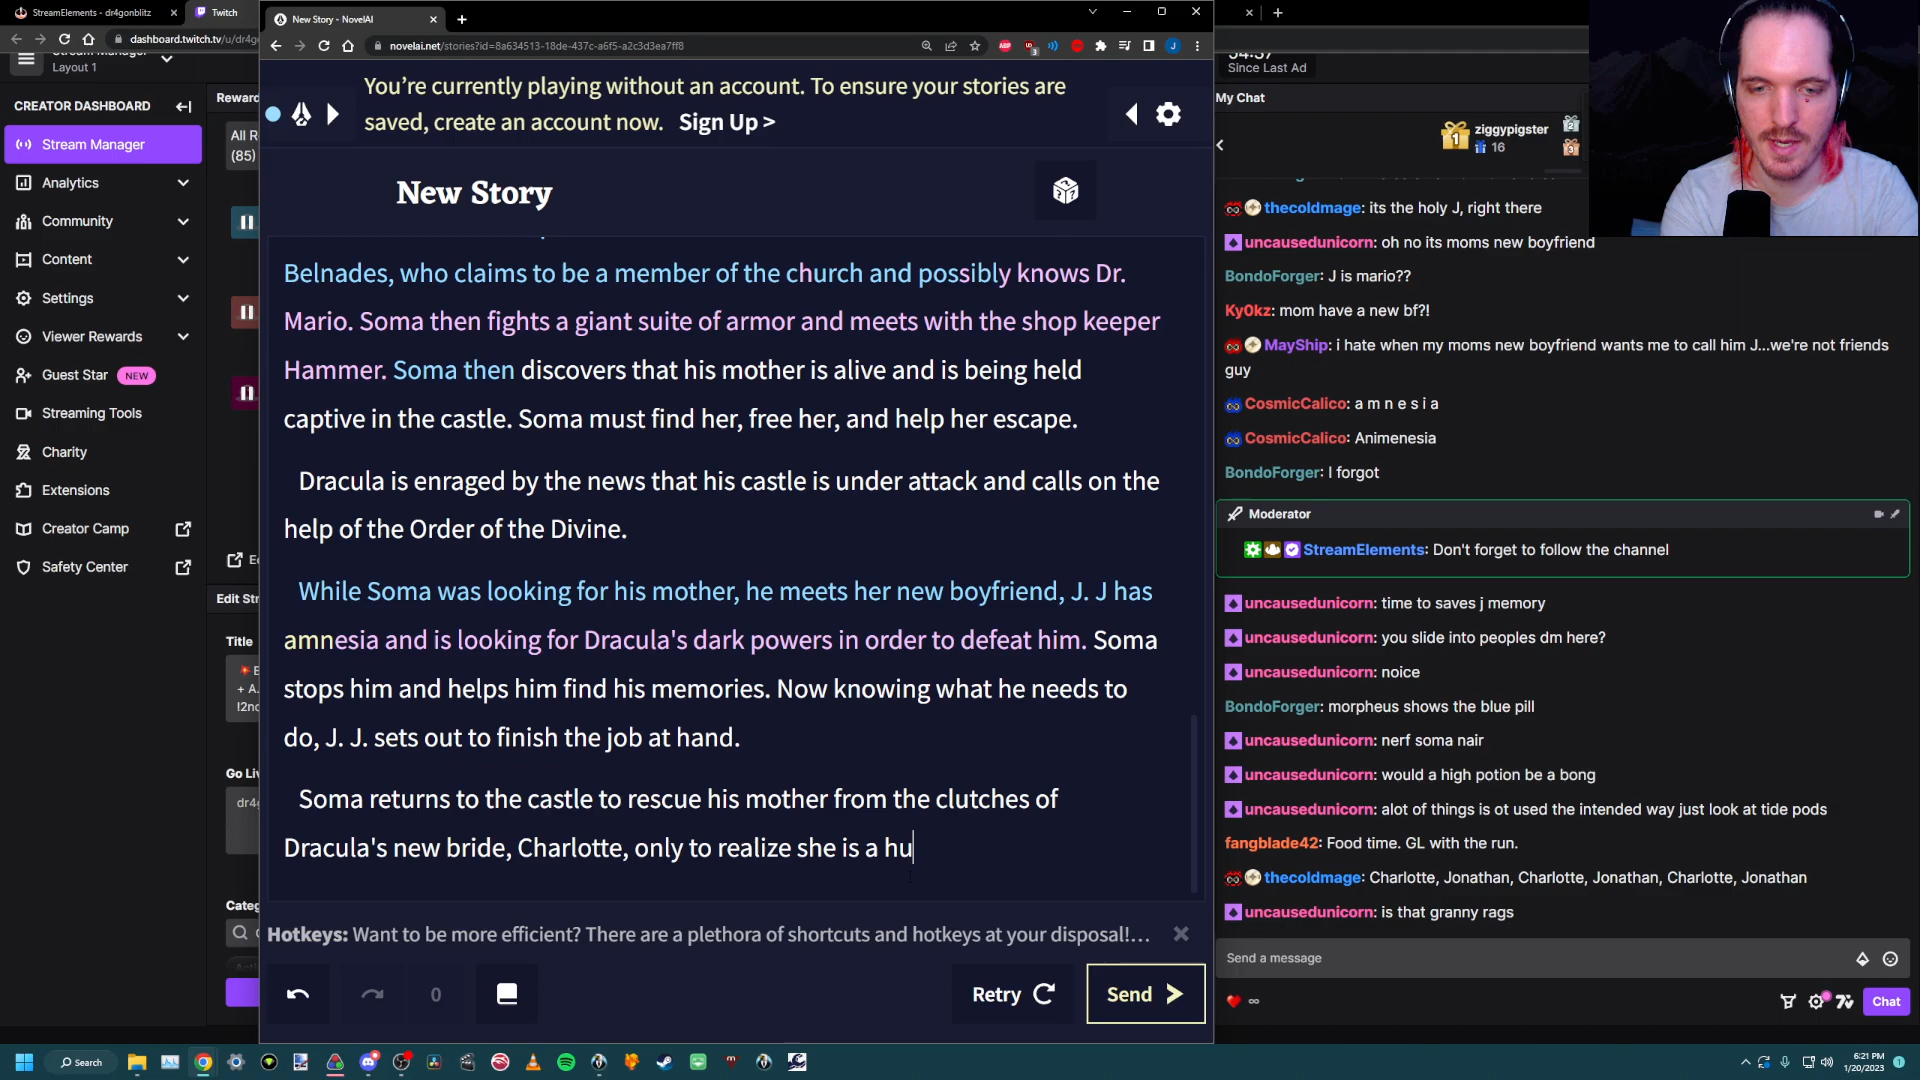 StreamElements - dr4gonblitz
Twitch
New Story - NovelAI
dashboard.twitch.tv/u/dr4g
novelai.net/stories?id=8a634513-18de-437c-a6f5-a2c3d3ea7ff8
Layout 1
CREATOR DASHBOARD
Stream Manager
Analytics
Community
Content
Settings
Viewer Rewards
Guest Star NEW
Streaming Tools
Charity
Extensions
Creator Camp
Safety Center
All R
(85)
Edit Str
Title
+ A.
!2nd
Go Liv
dr4g
Categ
You're currently playing without an account. To ensure your stories are
saved, create an account now. Sign Up >
New Story
Belnades, who claims to be a member of the church and possibly knows Dr.
Mario. Soma then fights a giant suite of armor and meets with the shop keeper
Hammer. Soma then discovers that his mother is alive and is being held
captive in the castle. Soma must find her, free her, and help her escape.
Dracula is enraged by the news that his castle is under attack and calls on the
help of the Order of the Divine.
While Soma was looking for his mother, he meets her new boyfriend, J. J has
amnesia and is looking for Dracula's dark powers in order to defeat him. Soma
stops him and helps him find his memories. Now knowing what he needs to
do, J. J. sets out to finish the job at hand.
Soma returns to the castle to rescue his mother from the clutches of
Dracula's new bride, Charlotte, only to realize she is a hu
Hotkeys: Want to be more efficient? There are a plethora of shortcuts and hotkeys at your disposal!...
0
Retry
Send
Since Last Ad
My Chat
1
ziggypigster
16
2
3
thecoldmage: its the holy J, right there
uncausedunicorn: oh no its moms new boyfriend
BondoForger: J is mario??
Ky0kz: mom have a new bf?!
MayShip: i hate when my moms new boyfriend wants me to call him J...we're not friends
guy
CosmicCalico: a m n e s i a
CosmicCalico: Animenesia
BondoForger: I forgot
Moderator
StreamElements: Don't forget to follow the channel
uncausedunicorn: time to saves j memory
uncausedunicorn: you slide into peoples dm here?
uncausedunicorn: noice
BondoForger: morpheus shows the blue pill
uncausedunicorn: nerf soma nair
uncausedunicorn: would a high potion be a bong
uncausedunicorn: alot of things is ot used the intended way just look at tide pods
fangblade42: Food time. GL with the run.
thecoldmage: Charlotte, Jonathan, Charlotte, Jonathan, Charlotte, Jonathan
uncausedunicorn: is that granny rags
Send a message
Chat
Search
6:21 PM
1/20/2023